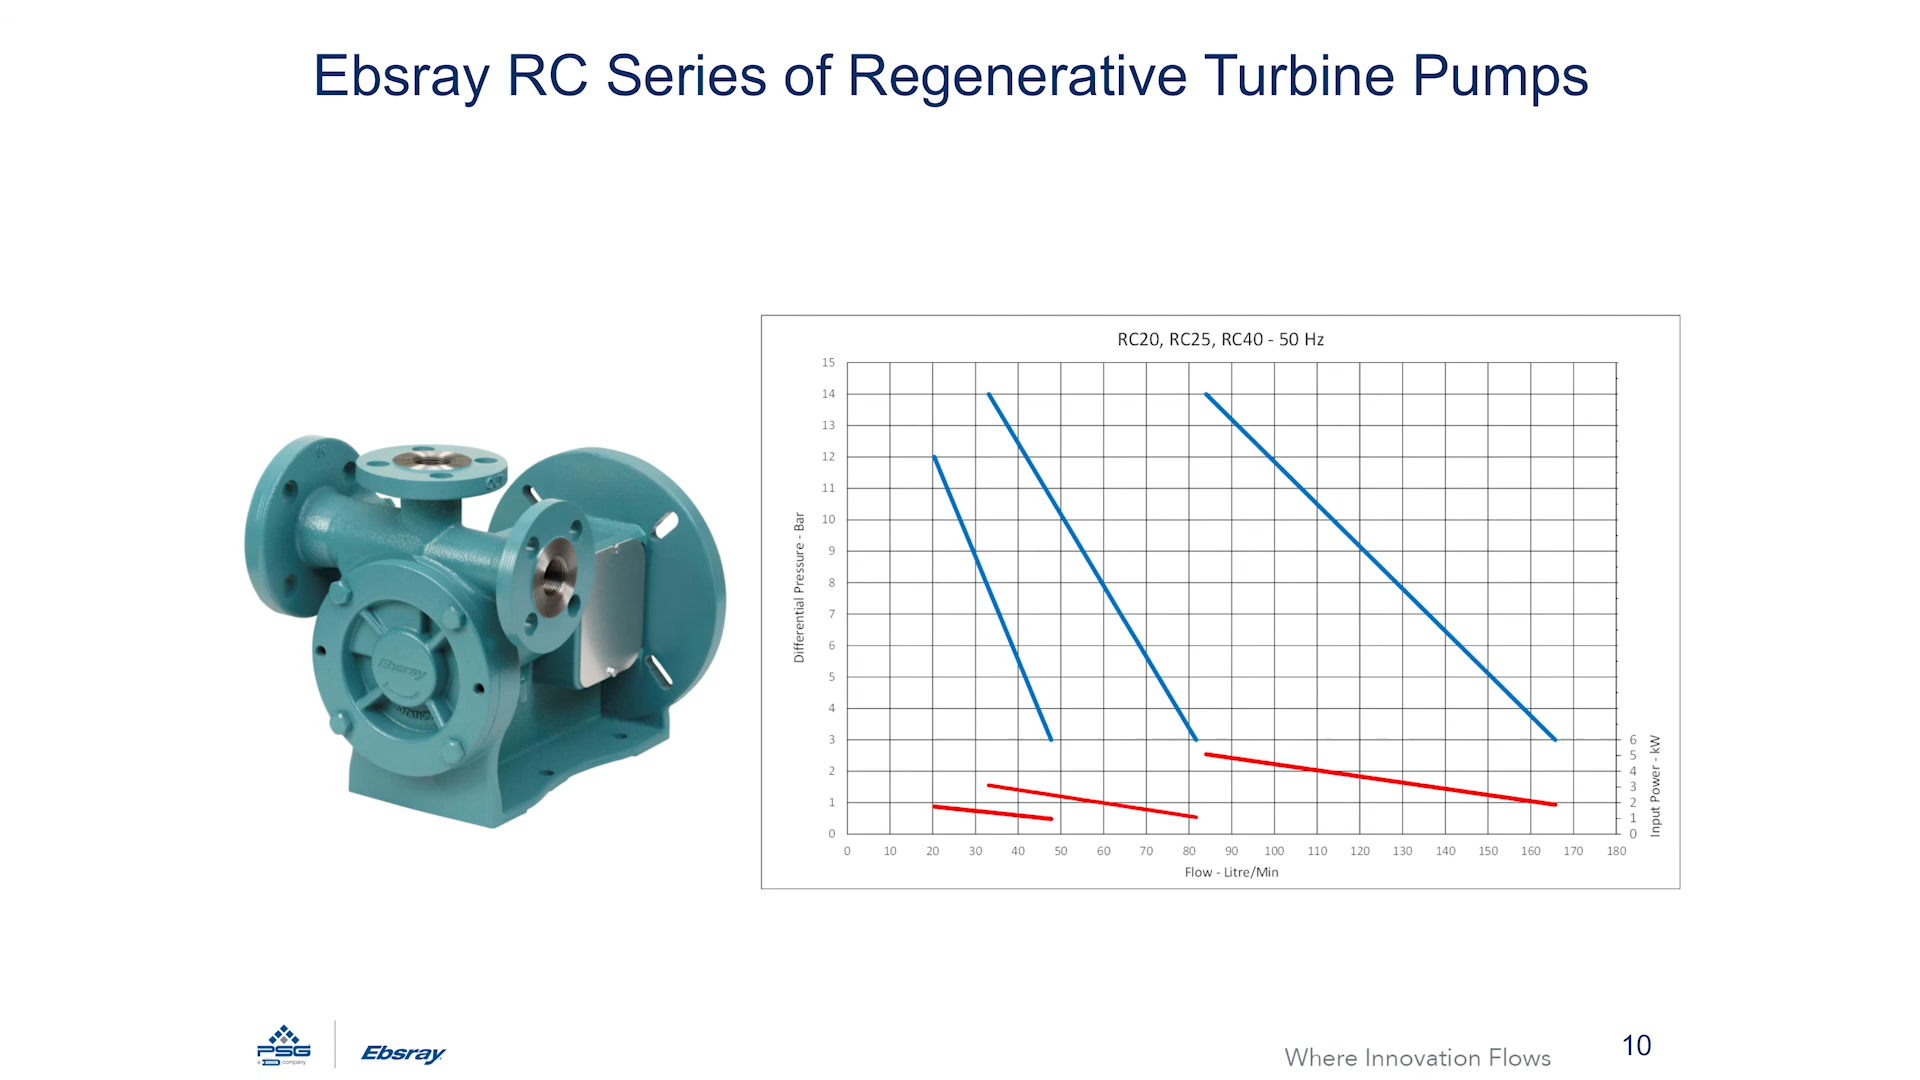 Ebsray RC Series of Regenerative Turbine Pumps
RC20, RC25, RC40 - 50 Hz
15
14
13
12
11
10
9
8
7
6
5
4
3
2
1
0
Differential Pressure - Bar
6
5
4
3
2
1
0
Input Power - kW
0 10 20 30 40 50 60 70 80 90 100 110 120 130 140 150 160 170 180
Flow - Litre/Min
Ebsray
PSG
a DOVER company
Ebsray
Where Innovation Flows
10